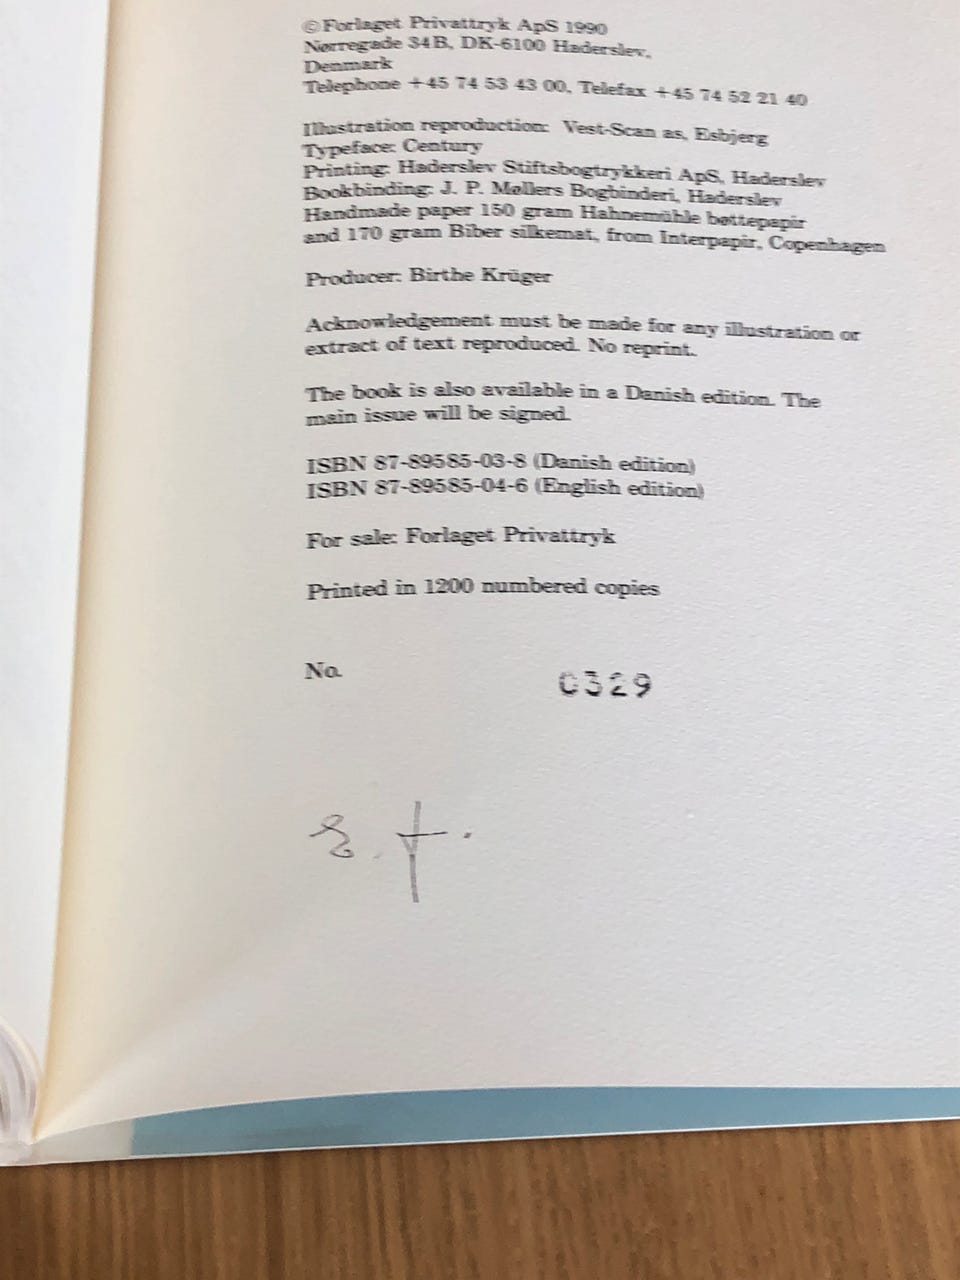 ©Forlaget Privattryk ApS 1990
Nørregade 34B, DK-6100 Haderslev,
Denmark
Telephone +45 74 53 43 00, Telefax +45 74 52 21 40
Illustration reproduction: Vest-Scan as, Esbjerg
Typeface: Century
Printing: Haderslev Stiftsbogtrykkeri ApS, Haderslev
Bookbinding: J. P. Møllers Bogbinderi, Haderslev
Handmade paper 150 gram Hahnemühle bøttepapir
and 170 gram Biber silkemat, from Interpapir, Copenhagen
Producer: Birthe Krüger
Acknowledgement must be made for any illustration or
extract of text reproduced. No reprint.
The book is also available in a Danish edition. The
main issue will be signed.
ISBN 87-89585-03-8 (Danish edition)
ISBN 87-89585-04-6 (English edition)
For sale: Forlaget Privattryk
Printed in 1200 numbered copies
No. 0329